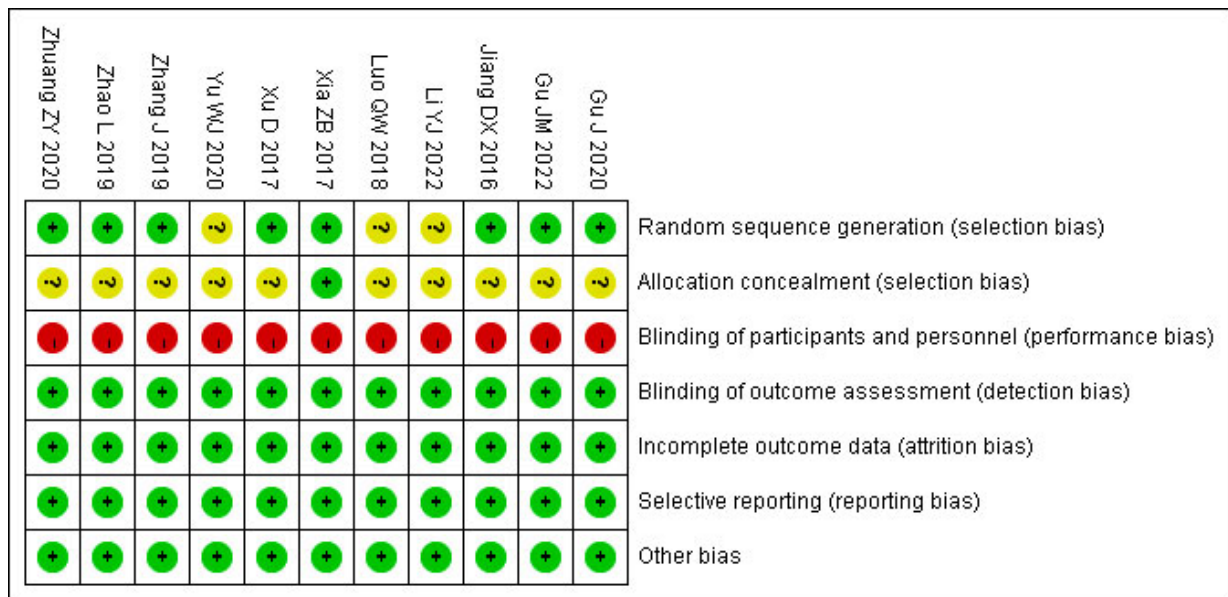 Zhuang ZY 2020
Zhao L 2019
Zhang J 2019
Yu WJ 2020
Xu D 2017
Xia ZB 2017
Luo QW 2018
Li YJ 2022
Jiang DX 2016
Gu JM 2022
Gu J 2020
+ + + ? + + ? ? + + + Random sequence generation (selection bias)
? ? ? ? ? + ? ? ? ? ? Allocation concealment (selection bias)
– – – – – – – – – – – Blinding of participants and personnel (performance bias)
+ + + + + + + + + + + Blinding of outcome assessment (detection bias)
+ + + + + + + + + + + Incomplete outcome data (attrition bias)
+ + + + + + + + + + + Selective reporting (reporting bias)
+ + + + + + + + + + + Other bias